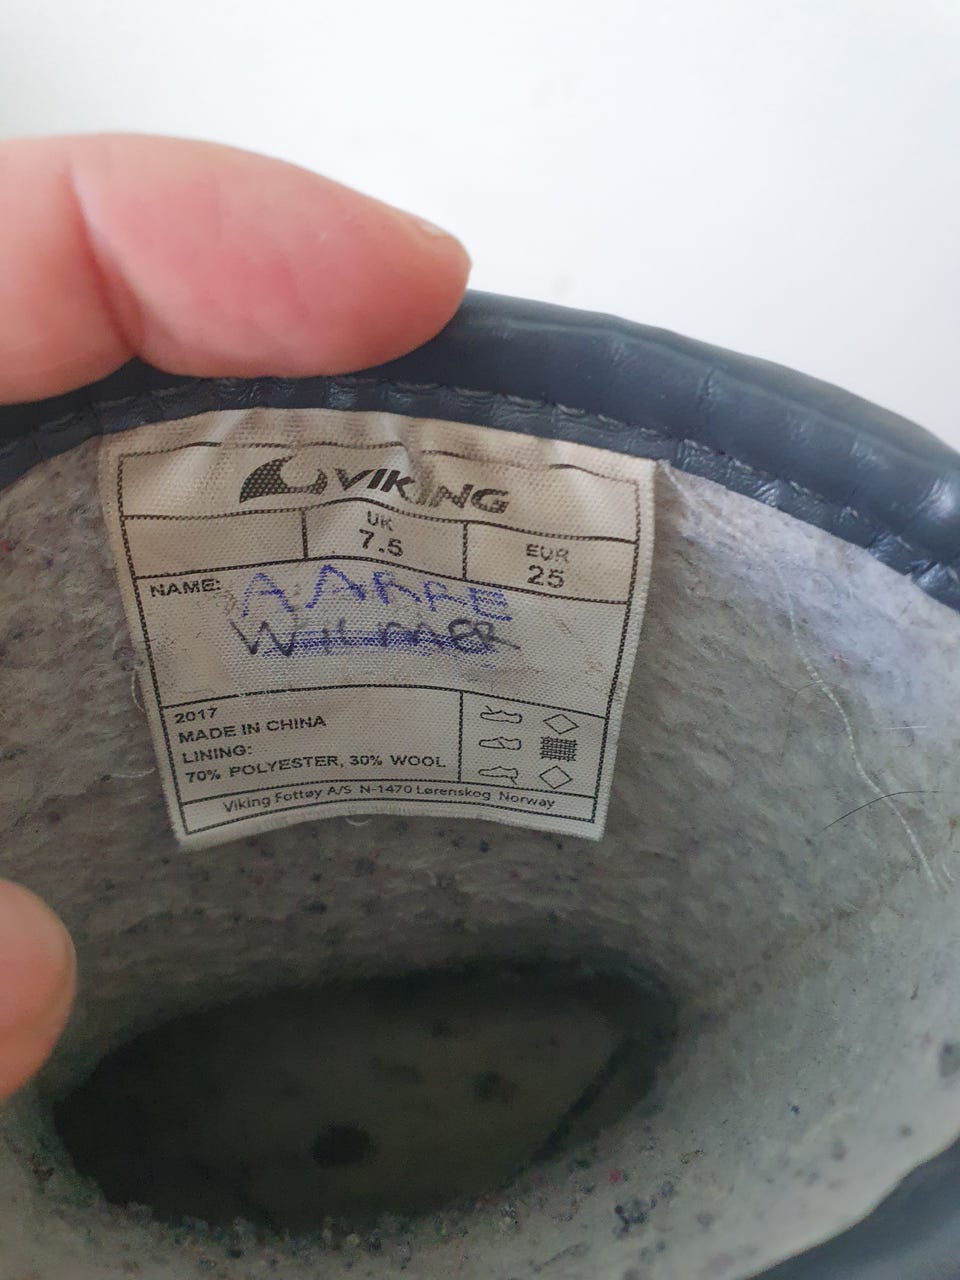 VIKING
UK
7.5
EUR
25
NAME: AARRE
2017
MADE IN CHINA
LINING:
70% POLYESTER, 30% WOOL
Viking Fottøy A/S N-1470 Lørenskog Norway